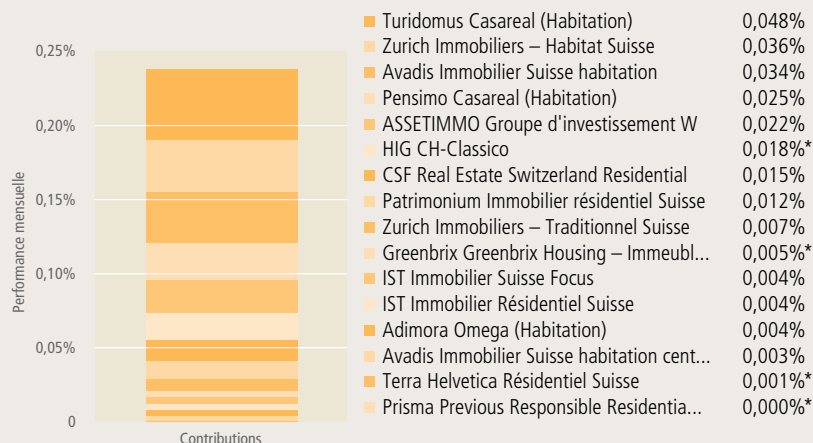 Performance mensuelle
0,25%
0,20%
0,15%
0,10%
0,05%
0
Contributions
Turidomus Casareal (Habitation) 0,048%
Zurich Immobiliers – Habitat Suisse 0,036%
Avadis Immobilier Suisse habitation 0,034%
Pensimo Casareal (Habitation) 0,025%
ASSETIMMO Groupe d'investissement W 0,022%
HIG CH-Classico 0,018%*
CSF Real Estate Switzerland Residential 0,015%
Patrimonium Immobilier résidentiel Suisse 0,012%
Zurich Immobiliers – Traditionnel Suisse 0,007%
Greenbrix Greenbrix Housing – Immeubl... 0,005%*
IST Immobilier Suisse Focus 0,004%
IST Immobilier Résidentiel Suisse 0,004%
Adimora Omega (Habitation) 0,004%
Avadis Immobilier Suisse habitation cent... 0,003%
Terra Helvetica Résidentiel Suisse 0,001%*
Prisma Previous Responsible Residentia... 0,000%*